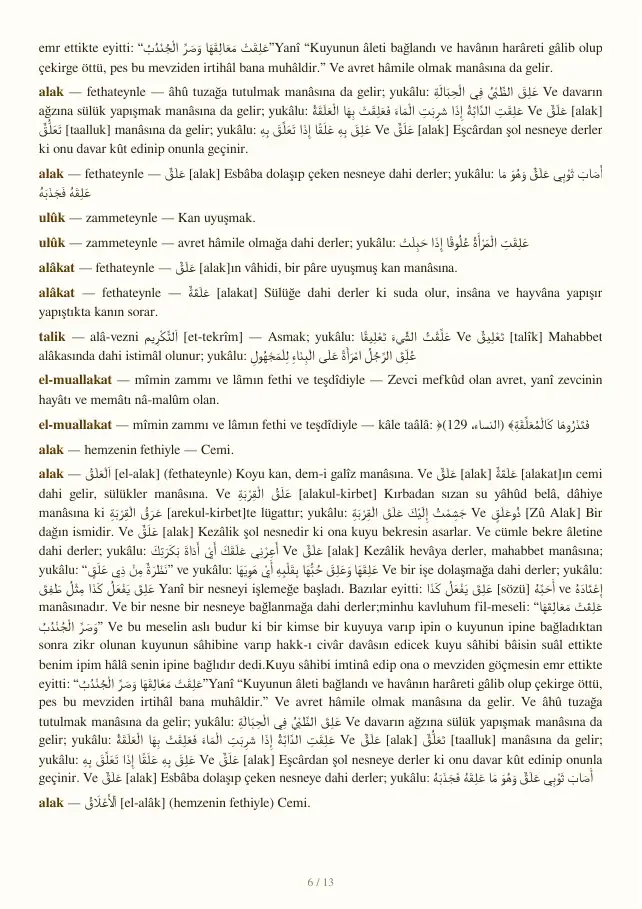 emr ettikte eyitti: “عَلِقَتْ مَعَالِقَهَا وَصَرَّ الْجُنْدُبُ”Yanî “Kuyunun âleti bağlandı ve havânın harâreti gâlib olup
çekirge öttü, pes bu mevziden irtihâl bana muhâldir.” Ve avret hâmile olmak manâsına da gelir.
alak — fethateynle — âhû tuzağa tutulmak manâsına da gelir; yukâlu: عَلِقَ الظَّبْيُ فِي الْحِبَالَةِ Ve davarın
ağzına sülük yapışmak manâsına da gelir; yukâlu: عَلِقَتِ الدَّابَّةُ إِذَا شَرِبَتِ الْمَاءَ فَعَلِقَتْ بِهَا الْعَلَقَةُ Ve عَلَقٌ [alak]
تَعَلُّقٌ [taalluk] manâsına da gelir; yukâlu: عَلِقَ بِهِ عَلَقًا إِذَا تَعَلَّقَ بِهِ Ve عَلَقٌ [alak] Eşcârdan şol nesneye derler
ki onu davar kût edinip onunla geçinir.
alak — fethateynle — عَلَقٌ [alak] Esbâba dolaşıp çeken nesneye dahi derler; yukâlu: أَصَابَ ثَوْبِي عَلَقٌ وَهُوَ مَا
عَلِقَهُ فَجَذَبَهُ
ulûk — zammeteynle — Kan uyuşmak.
ulûk — zammeteynle — avret hâmile olmağa dahi derler; yukâlu: عَلِقَتِ الْمَرْأَةُ عُلُوقًا إِذَا حَبِلَتْ
alâkat — fethateynle — عَلَقٌ [alak]ın vâhidi, bir pâre uyuşmuş kan manâsına.
alâkat — fethateynle — عَلَقَةٌ [alakat] Sülüğe dahi derler ki suda olur, insâna ve hayvâna yapışır
yapıştıkta kanın sorar.
talik — alâ-vezni اَلتَّكْرِيم [et-tekrîm] — Asmak; yukâlu: عَلَّقْتُ الشَّيْءَ تَعْلِيقًا Ve تَعْلِيقٌ [talîk] Mahabbet
alâkasında dahi istimâl olunur; yukâlu: عُلِّقَ الرَّجُلُ امْرَأَةً عَلَى الْبِنَاءِ لِلْمَجْهُولِ
el-muallakat — mîmin zammı ve lâmın fethi ve teşdîdiyle — Zevci mefkûd olan avret, yanî zevcinin
hayâtı ve memâtı nâ-malûm olan.
el-muallakat — mîmin zammı ve lâmın fethi ve teşdîdiyle — kâle taâlâ: ﴿فَتَذَرُوهَا كَالْمُعَلَّقَةِ﴾ (النساء، 129)
alak — hemzenin fethiyle — Cemi.
alak — اَلْعَلَقُ [el-alak] (fethateynle) Koyu kan, dem-i galîz manâsına. Ve عَلَقٌ [alak] عَلَقَةٌ [alakat]ın cemi
dahi gelir, sülükler manâsına. Ve عَلَقُ الْقِرْبَةِ [alakul-kirbet] Kırbadan sızan su yâhûd belâ, dâhiye
manâsına ki عَرَقُ الْقِرْبَةِ [arekul-kirbet]te lügattır; yukâlu: جَشِمْتُ إِلَيْكَ عَلَقَ الْقِرْبَةِ Ve ذُوعَلَقٍ [Zû Alak] Bir
dağın ismidir. Ve عَلَقٌ [alak] Kezâlik şol nesnedir ki ona kuyu bekresin asarlar. Ve cümle bekre âletine
dahi derler; yukâlu: أَعِرْنِي عَلَقَكَ أَيْ أَدَاةَ بَكَرَتِكَ Ve عَلَقٌ [alak] Kezâlik hevâya derler, mahabbet manâsına;
yukâlu: “نَظْرَةٌ مِنْ ذِي عَلَقٍ” ve yukâlu: عَلِقَهَا وَعَلِقَ حُبُّهَا بِقَلْبِهِ أَيْ هَوِيَهَا Ve bir işe dolaşmağa dahi derler; yukâlu:
عَلِقَ يَفْعَلُ كَذَا مِثْلُ طَفِقَ Yanî bir nesneyi işlemeğe başladı. Bazılar eyitti: عَلِقَ يَفْعَلُ كَذَا [sözü] أَحَبَّهُ ve اِعْتَادَهُ
manâsınadır. Ve bir nesne bir nesneye bağlanmağa dahi derler;minhu kavluhum fil-meseli: “عَلِقَتْ مَعَالِقَهَا
وَصَرَّ الْجُنْدُبُ” Ve bu meselin aslı budur ki bir kimse bir kuyuya varıp ipin o kuyunun ipine bağladıktan
sonra zikr olunan kuyunun sâhibine varıp hakk-ı civâr davâsın edicek kuyu sâhibi bâisin suâl ettikte
benim ipim hâlâ senin ipine bağlıdır dedi.Kuyu sâhibi imtinâ edip ona o mevziden göçmesin emr ettikte
eyitti: “عَلِقَتْ مَعَالِقَهَا وَصَرَّ الْجُنْدُبُ”Yanî “Kuyunun âleti bağlandı ve havânın harâreti gâlib olup çekirge öttü,
pes bu mevziden irtihâl bana muhâldir.” Ve avret hâmile olmak manâsına da gelir. Ve âhû tuzağa
tutulmak manâsına da gelir; yukâlu: عَلِقَ الظَّبْيُ فِي الْحِبَالَةِ Ve davarın ağzına sülük yapışmak manâsına da
gelir; yukâlu: عَلِقَتِ الدَّابَّةُ إِذَا شَرِبَتِ الْمَاءَ فَعَلِقَتْ بِهَا الْعَلَقَةُ Ve عَلَقٌ [alak] تَعَلُّقٌ [taalluk] manâsına da gelir;
yukâlu: عَلِقَ بِهِ عَلَقًا إِذَا تَعَلَّقَ بِهِ Ve عَلَقٌ [alak] Eşcârdan şol nesneye derler ki onu davar kût edinip onunla
geçinir. Ve عَلَقٌ [alak] Esbâba dolaşıp çeken nesneye dahi derler; yukâlu: أَصَابَ ثَوْبِي عَلَقٌ وَهُوَ مَا عَلِقَهُ فَجَذَبَهُ
alak — اَلْأَعْلَاقُ [el-alâk] (hemzenin fethiyle) Cemi.
6 / 13